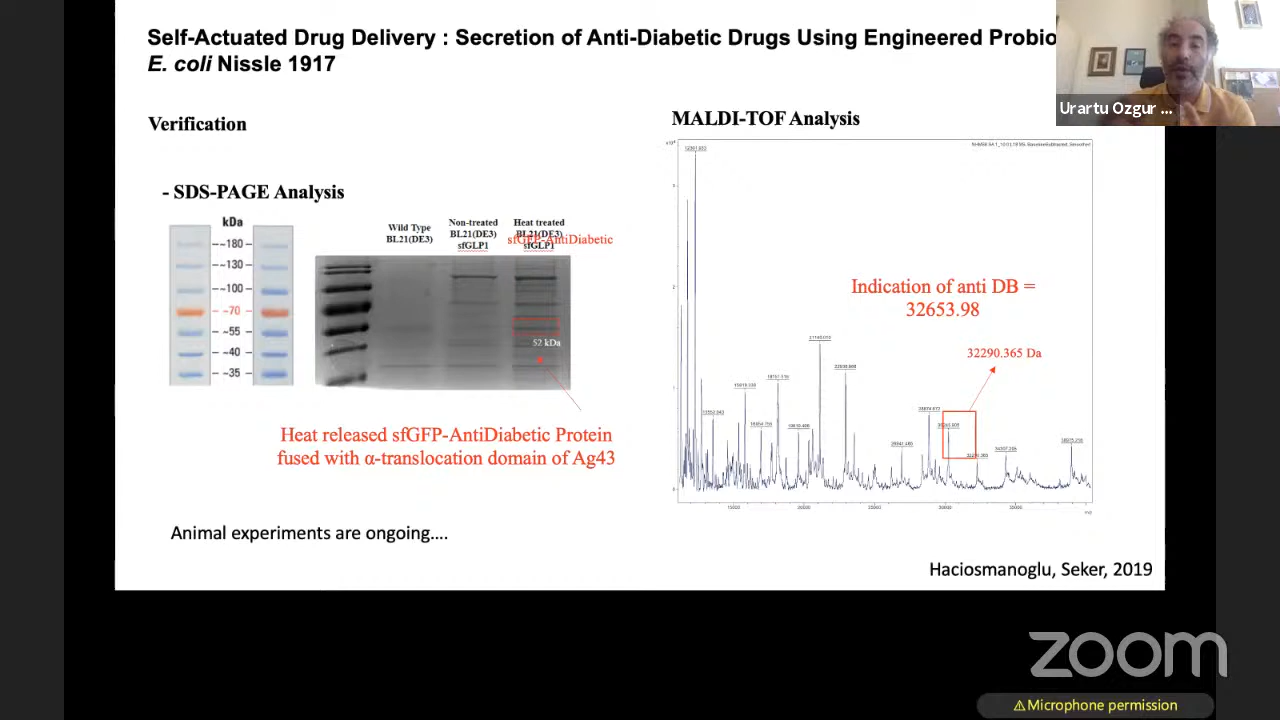 Self-Actuated Drug Delivery : Secretion of Anti-Diabetic Drugs Using Engineered Probio
E. coli Nissle 1917
Urartu Ozgur ...
Verification
- SDS-PAGE Analysis
kDa
~180
~130
~100
~70
~55
~40
~35
Wild Type
BL21(DE3)
Non-treated
BL21(DE3)
sfGLP1
Heat treated
BL21(DE3)
sfGLP1
sfGFP-AntiDiabetic
52 kDa
Heat released sfGFP-AntiDiabetic Protein
fused with α-translocation domain of Ag43
Animal experiments are ongoing....
MALDI-TOF Analysis
Indication of anti DB =
32653.98
32290.365 Da
Haciosmanoglu, Seker, 2019
zoom
⚠Microphone permission